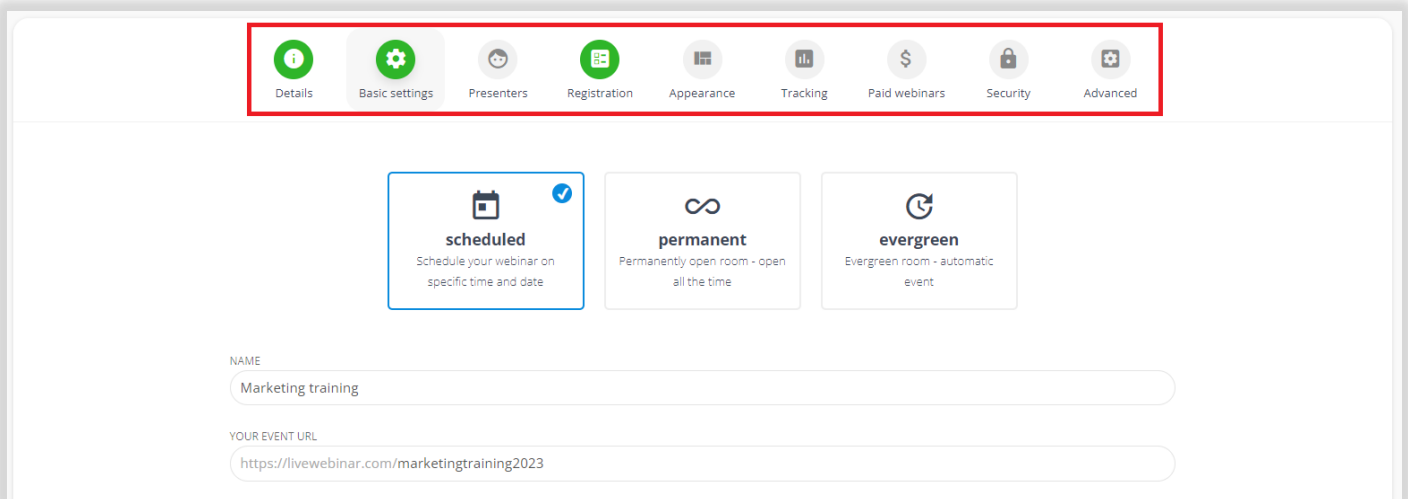 Details Basic settings Presenters Registration Appearance Tracking Paid webinars Security Advanced
scheduled
Schedule your webinar on
specific time and date
permanent
Permanently open room - open
all the time
evergreen
Evergreen room - automatic
event
NAME
Marketing training
YOUR EVENT URL
https://livewebinar.com/marketingtraining2023